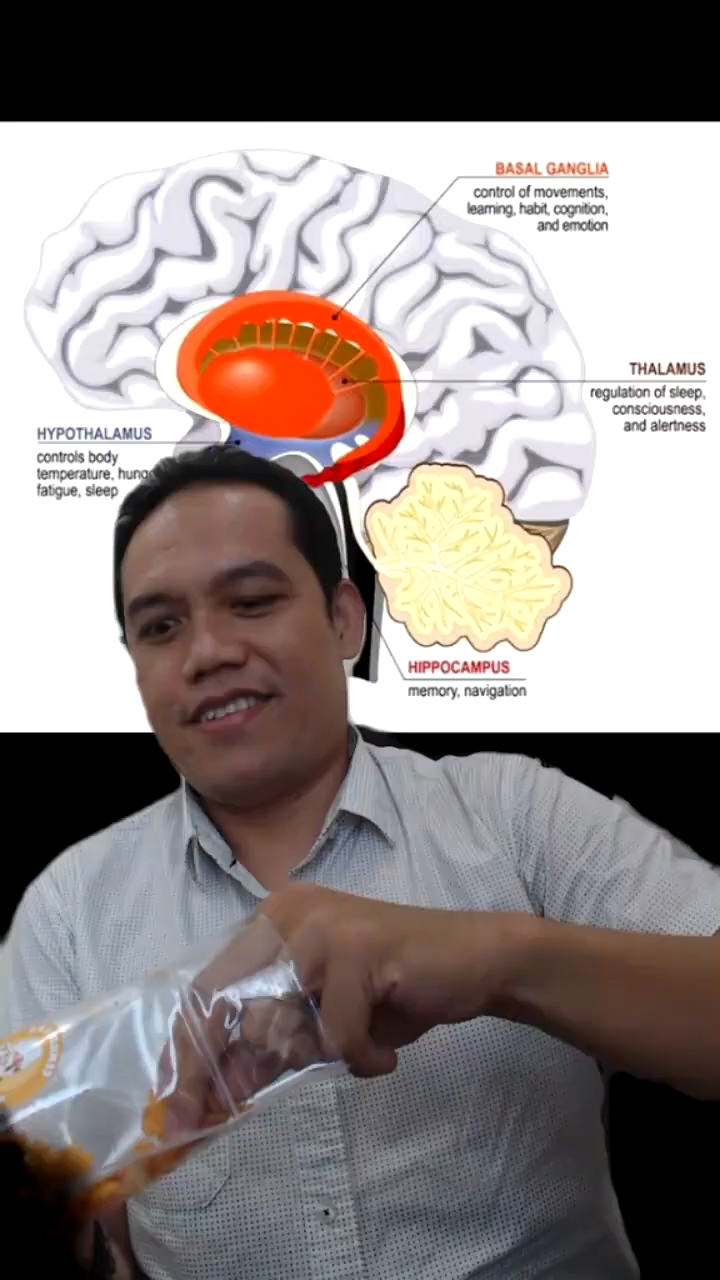 BASAL GANGLIA
control of movements,
learning, habit, cognition,
and emotion
THALAMUS
regulation of sleep,
consciousness,
and alertness
HYPOTHALAMUS
controls body
temperature,
fatigue, sleep
HIPPOCAMPUS
memory, navigation